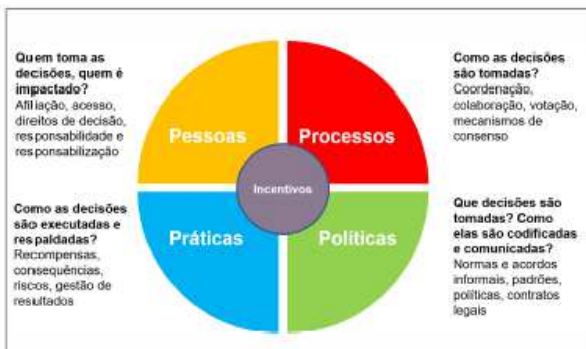 Quem toma as
decisões, quem é
impactado?
Afiliação, acesso,
direitos de decisão,
responsabilidade e
responsabilização
Como as decisões
são tomadas?
Coordenação,
colaboração, votação,
mecanismos de
consenso
Pessoas
Processos
Incentivos
Práticas
Políticas
Como as decisões
são executadas e
respaldadas?
Recompensas,
consequências,
riscos, gestão de
resultados
Que decisões são
tomadas? Como
elas são codificadas
e comunicadas?
Normas e acordos
informais, padrões,
políticas, contratos
legais